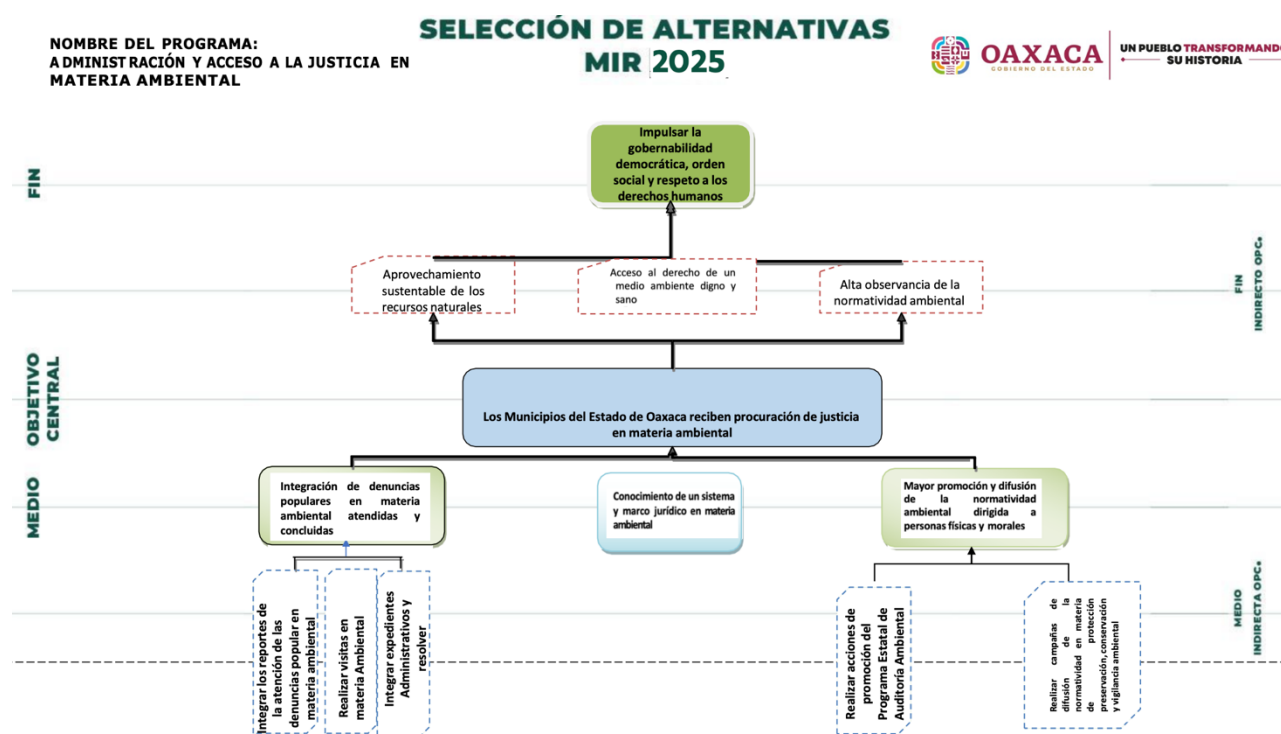 SELECCIÓN DE ALTERNATIVAS
MIR 2025
NOMBRE DEL PROGRAMA:
ADMINISTRACIÓN Y ACCESO A LA JUSTICIA EN
MATERIA AMBIENTAL
OAXACA
GOBIERNO DEL ESTADO
UN PUEBLO TRANSFORMANDO
SU HISTORIA
FIN
Impulsar la
gobernabilidad
democrática, orden
social y respeto a los
derechos humanos
FIN
INDIRECTO OPC.
Aprovechamiento
sustentable de los
recursos naturales
Acceso al derecho de un
medio ambiente digno y
sano
Alta observancia de la
normatividad ambiental
OBJETIVO
CENTRAL
Los Municipios del Estado de Oaxaca reciben procuración de justicia
en materia ambiental
MEDIO
Integración de denuncias
populares en materia
ambiental atendidas y
concluidas
Conocimiento de un sistema
y marco jurídico en materia
ambiental
Mayor promoción y difusión
de la normatividad
ambiental dirigida a
personas físicas y morales
MEDIO
INDIRECTA OPC.
Integrar los reportes de
la atención de las
denuncias popular en
materia ambiental
Realizar visitas en
materia Ambiental
Integrar expedientes
Administrativos y
resolver
Realizar acciones de
promoción del
Programa Estatal de
Auditoría Ambiental
Realizar campañas de
difusión de la
normatividad en materia
de protección
preservación, conservación
y vigilancia ambiental